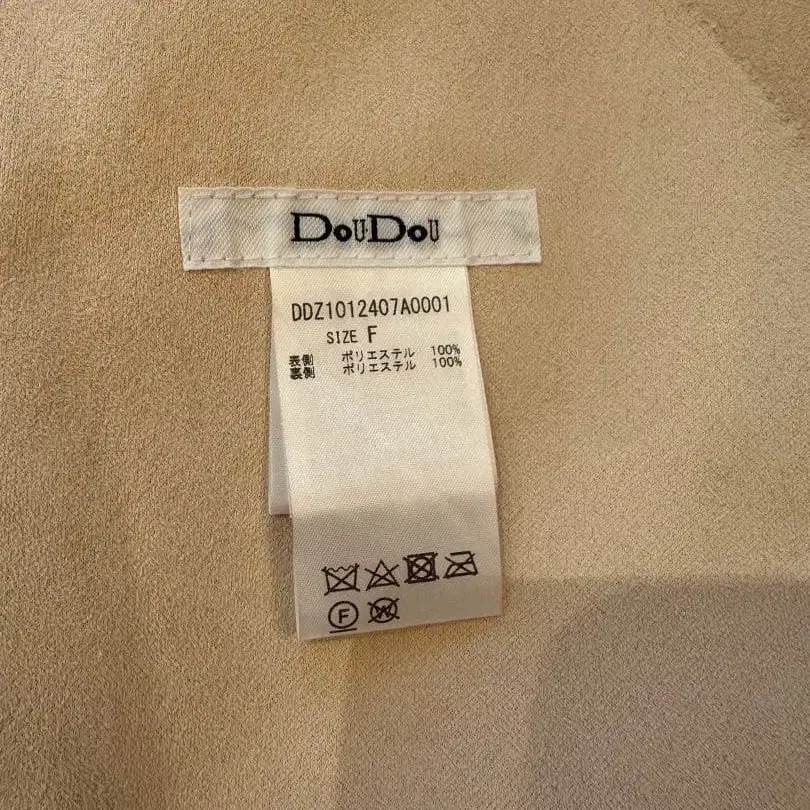 DOUDOU
DDZ1012407A0001
SIZE F
表側 ポリエステル 100%
裏側 ポリエステル 100%
F W